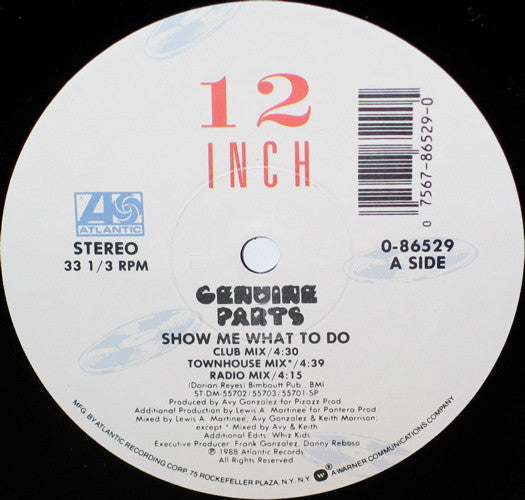 12
INCH
0 7567-86529-0
ATLANTIC
STEREO
33 1/3 RPM
0-86529
A SIDE
GENUINE
PARTS
SHOW ME WHAT TO DO
CLUB MIX/4:30
TOWNHOUSE MIX*/4:39
RADIO MIX/4:15
(Dorian Reyes) Bimboutt Pub., BMI
ST-DM-55702/55703/55701-SP
Produced by Avy Gonzalez for Pizazz Prod.
Additional Production by Lewis A. Martineé for Pantera Prod.
Mixed by Lewis A. Martineé, Avy Gonzalez & Keith Morrison;
except * Mixed by Avy & Keith
Additional Edits: Whiz Kids
Executive Producer: Frank Gonzalez, Danny Reboso
℗ 1988 Atlantic Records
All Rights Reserved.
MFG. BY ATLANTIC RECORDING CORP. 75 ROCKEFELLER PLAZA, N.Y., N.Y. A WARNER COMMUNICATIONS COMPANY